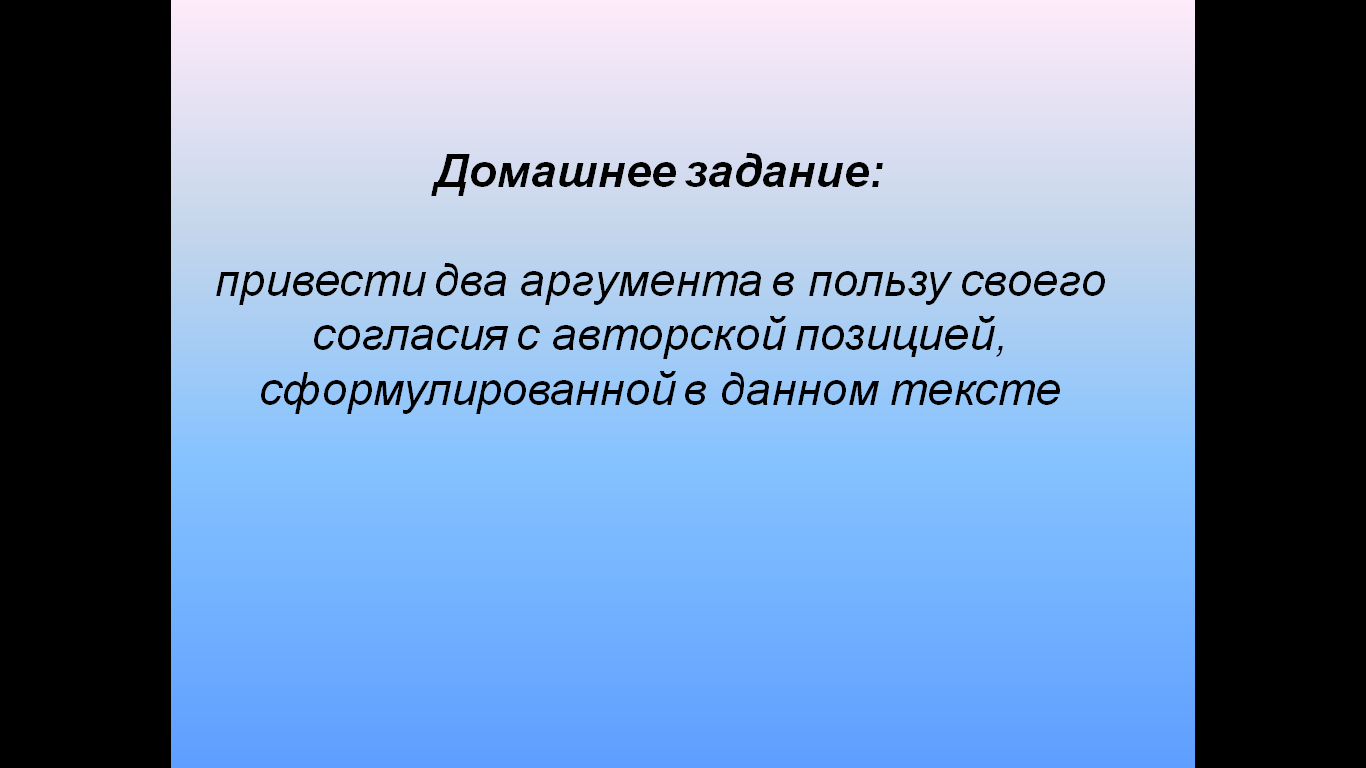 Домашнее задание:
привести два аргумента в пользу своего
согласия с авторской позицией,
сформулированной в данном тексте